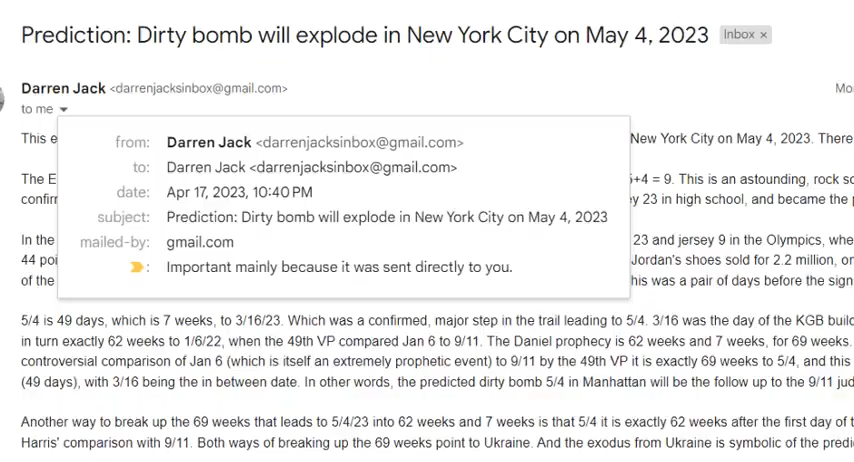 Prediction: Dirty bomb will explode in New York City on May 4, 2023 Inbox ×
Darren Jack <darrenjacksinbox@gmail.com> Mo
to me
This e New York City on May 4, 2023. There
from: Darren Jack <darrenjacksinbox@gmail.com>
to: Darren Jack <darrenjacksinbox@gmail.com>
date: Apr 17, 2023, 10:40 PM
subject: Prediction: Dirty bomb will explode in New York City on May 4, 2023
mailed-by: gmail.com
: Important mainly because it was sent directly to you.
The E 5+4 = 9. This is an astounding, rock so
confirm y 23 in high school, and became the p
In the 23 and jersey 9 in the Olympics, whe
44 poi Jordan's shoes sold for 2.2 million, on
of the his was a pair of days before the sign
5/4 is 49 days, which is 7 weeks, to 3/16/23. Which was a confirmed, major step in the trail leading to 5/4. 3/16 was the day of the KGB build
in turn exactly 62 weeks to 1/6/22, when the 49th VP compared Jan 6 to 9/11. The Daniel prophecy is 62 weeks and 7 weeks, for 69 weeks.
controversial comparison of Jan 6 (which is itself an extremely prophetic event) to 9/11 by the 49th VP it is exactly 69 weeks to 5/4, and this
(49 days), with 3/16 being the in between date. In other words, the predicted dirty bomb 5/4 in Manhattan will be the follow up to the 9/11 jud
Another way to break up the 69 weeks that leads to 5/4/23 into 62 weeks and 7 weeks is that 5/4 it is exactly 62 weeks after the first day of t
Harris' comparison with 9/11. Both ways of breaking up the 69 weeks point to Ukraine. And the exodus from Ukraine is symbolic of the predi